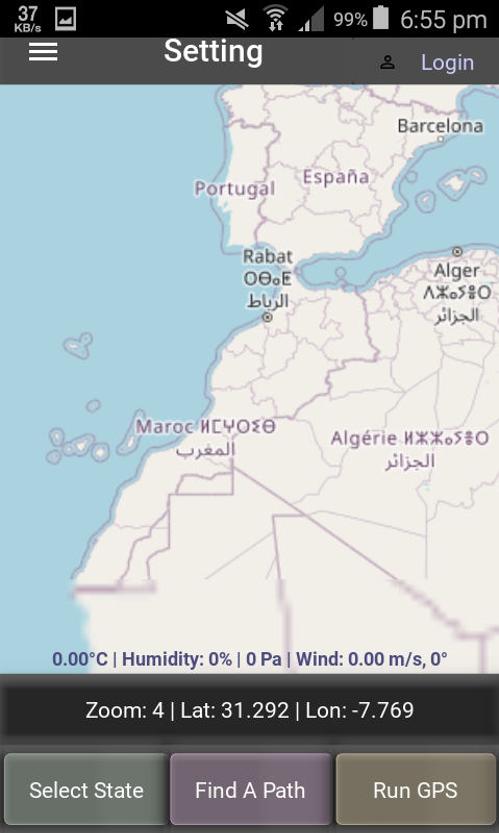 37
KB/s
99% 6:55 pm
Setting
Login
Barcelona
Portugal
España
Rabat
ⵔⴱⴰⵟ
الرباط
Alger
ⴷⵣⴰⵢⴻⵔ
الجزائر
Maroc ⵍⵎⵖⵔⵉⴱ
المغرب
Algérie ⵍⵣⵣⴰⵢⴻⵔ
الجزائر
0.00°C | Humidity: 0% | 0 Pa | Wind: 0.00 m/s, 0°
Zoom: 4 | Lat: 31.292 | Lon: -7.769
Select State
Find A Path
Run GPS